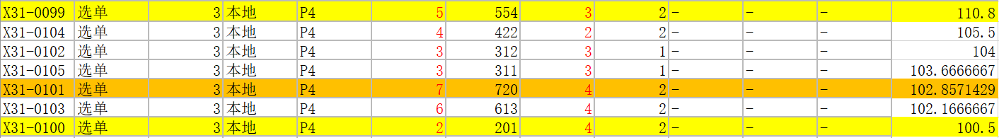 X31-0099 选单 3 本地 P4 5 554 3 2 - - - 110.8
X31-0104 选单 3 本地 P4 4 422 2 2 - - - 105.5
X31-0102 选单 3 本地 P4 3 312 3 1 - - - 104
X31-0105 选单 3 本地 P4 3 311 3 1 - - - 103.6666667
X31-0101 选单 3 本地 P4 7 720 4 2 - - - 102.8571429
X31-0103 选单 3 本地 P4 6 613 4 2 - - - 102.1666667
X31-0100 选单 3 本地 P4 2 201 4 2 - - - 100.5